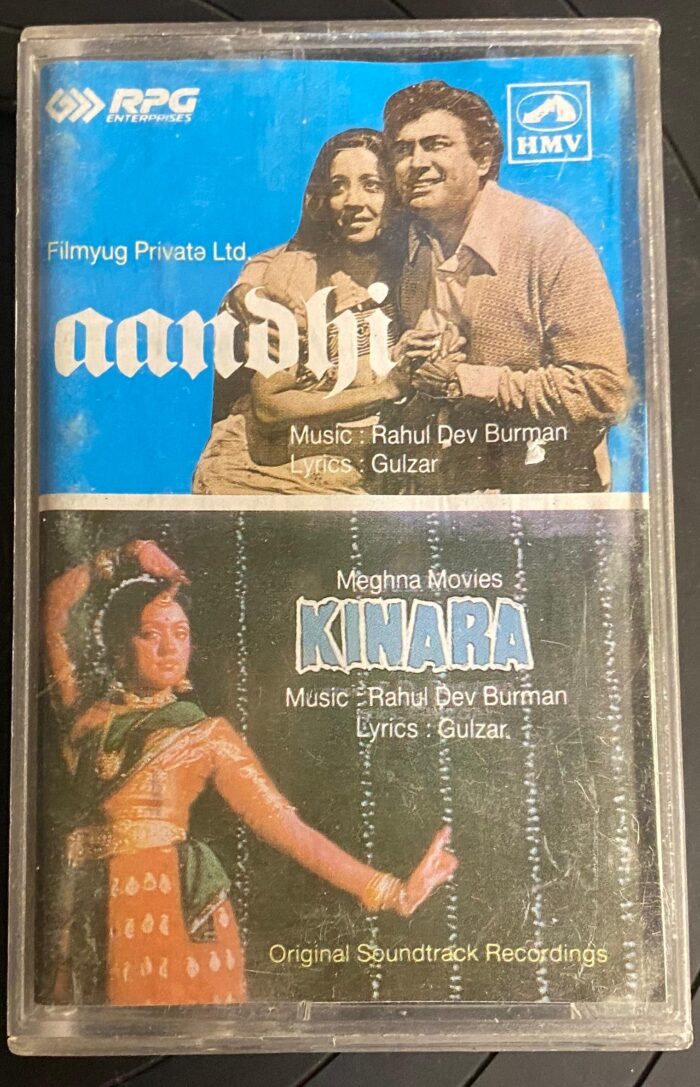 RPG
ENTERPRISES
HMV
Filmyug Private Ltd.
aandhi
Music : Rahul Dev Burman
Lyrics : Gulzar
Meghna Movies
KINARA
Music : Rahul Dev Burman
Lyrics : Gulzar.
Original Soundtrack Recordings